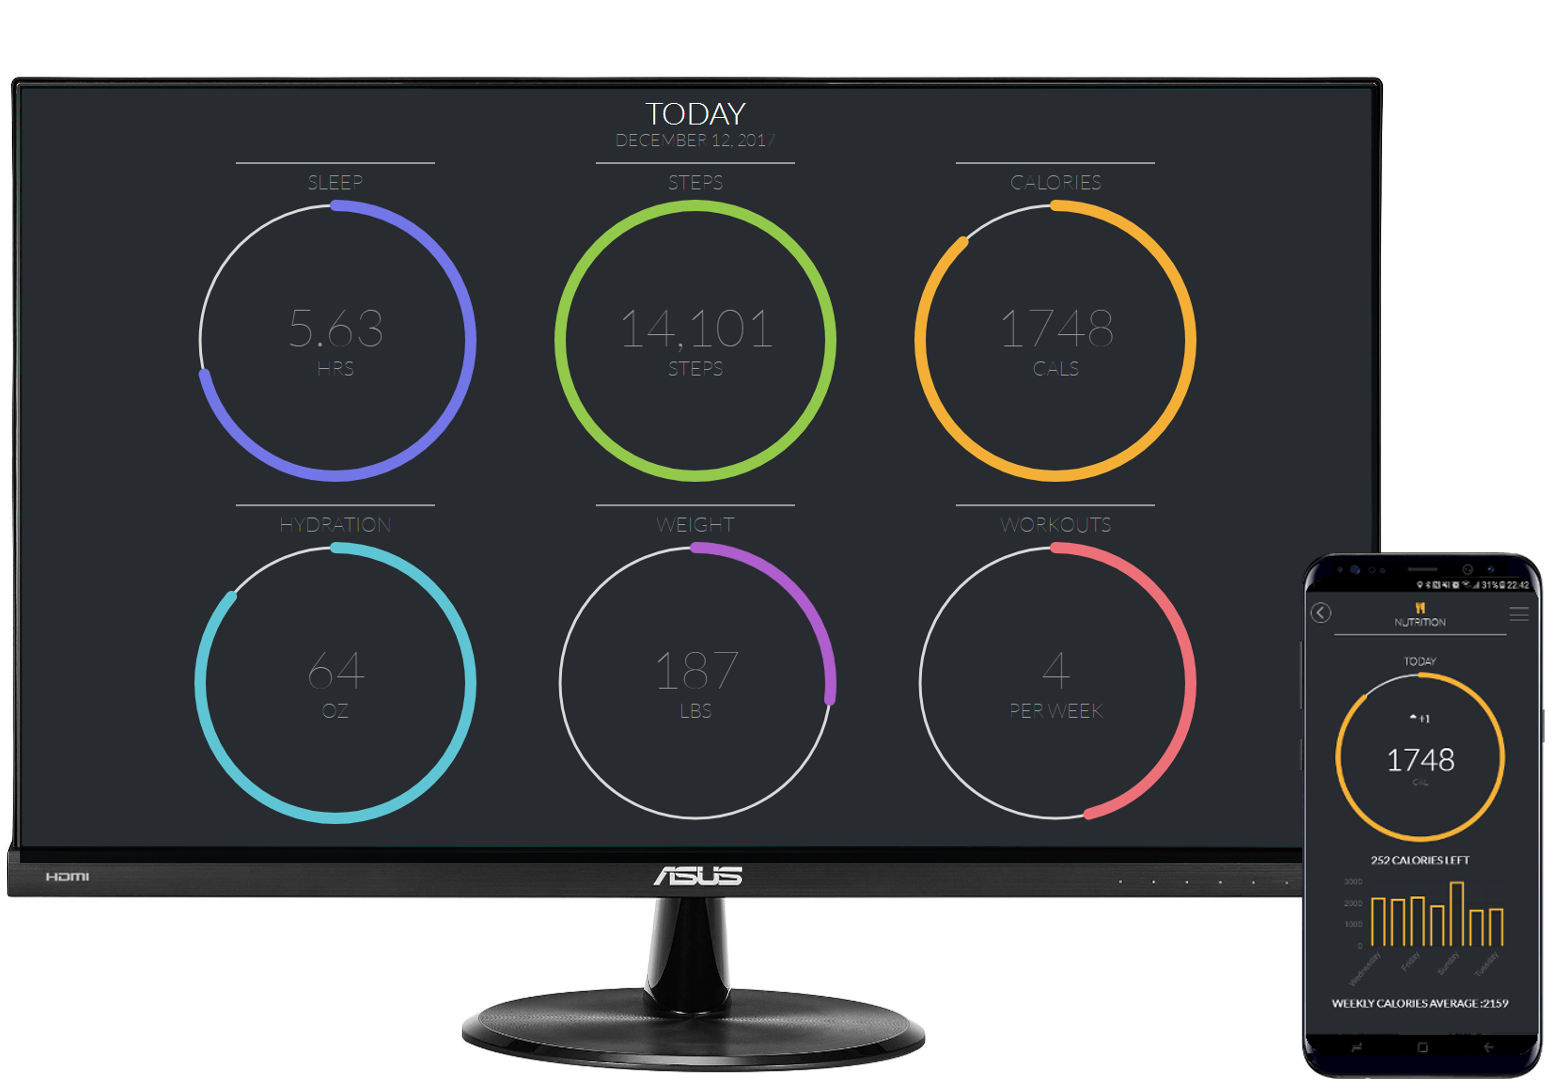 TODAY
DECEMBER 12, 2017
SLEEP
STEPS
CALORIES
5.63
HRS
14,101
STEPS
1748
CALS
HYDRATION
WEIGHT
WORKOUTS
64
OZ
187
LBS
4
PER WEEK
HDMI
ASUS
31% 22:42
NUTRITION
TODAY
+1
1748
CAL
252 CALORIES LEFT
3000
2000
1000
0
Wednesday
Friday
Sunday
Tuesday
WEEKLY CALORIES AVERAGE :2159